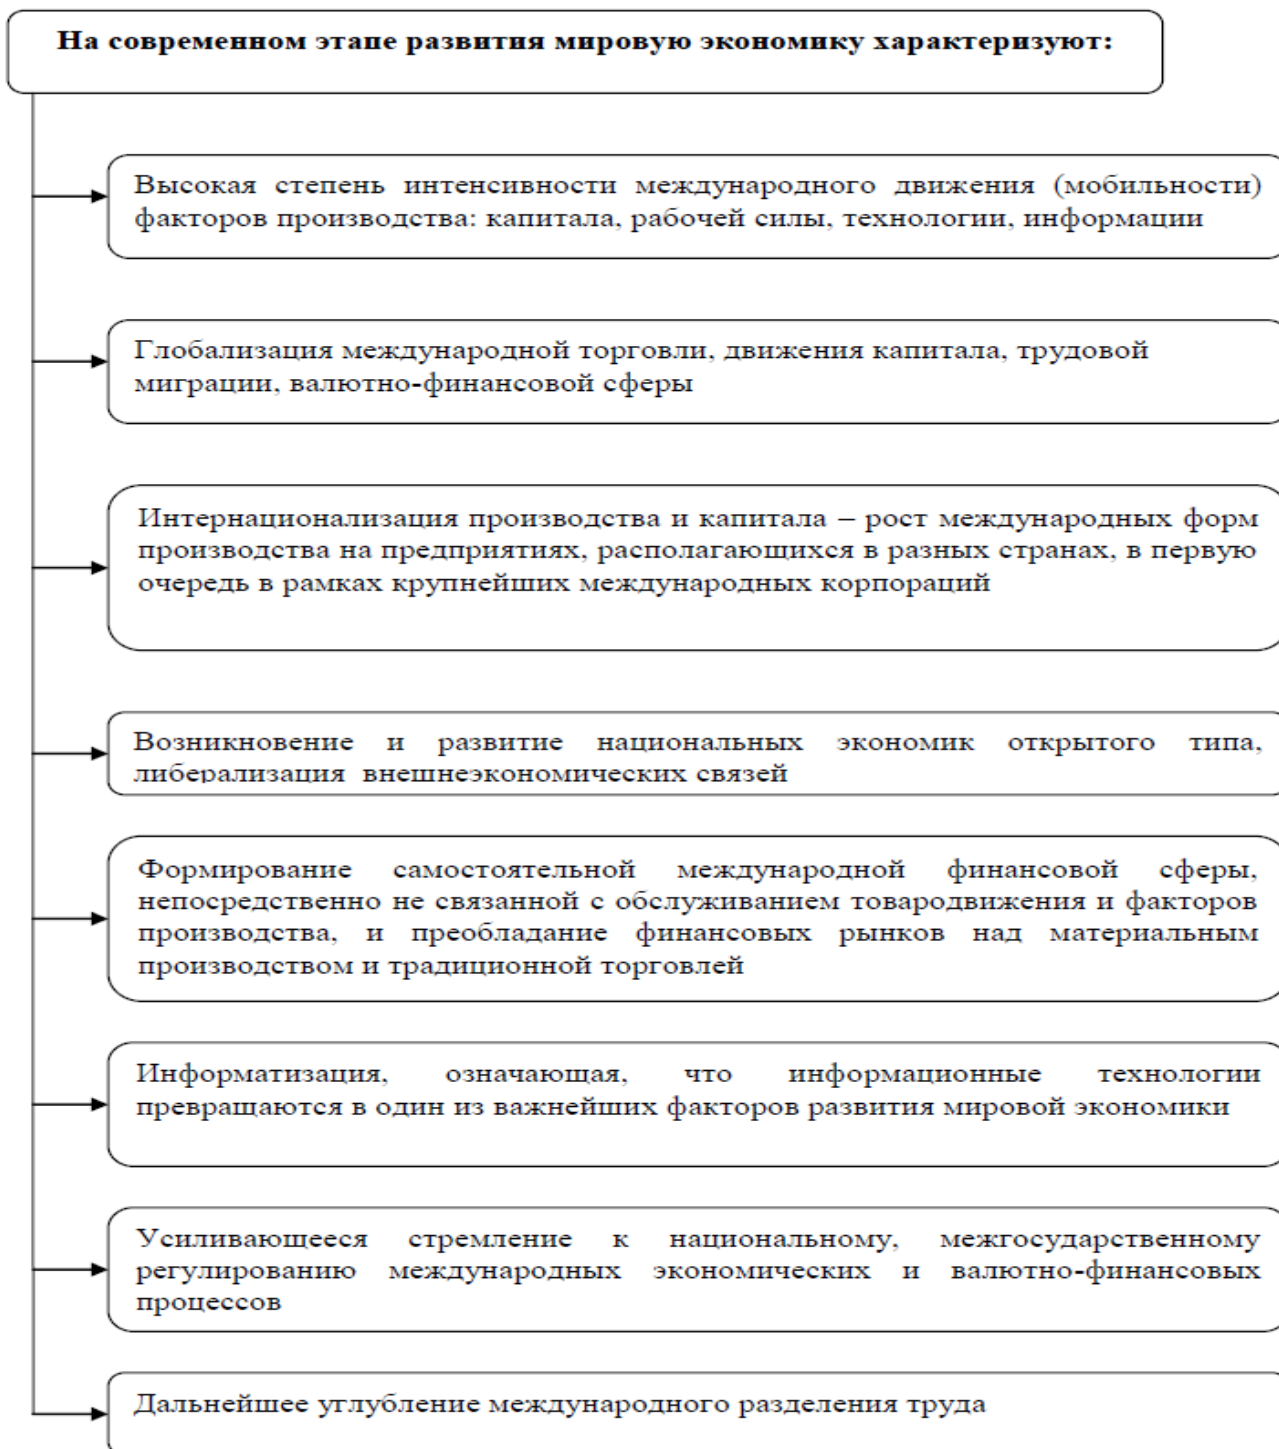 На современном этапе развития мировую экономику характеризуют:
Высокая степень интенсивности международного движения (мобильности)
факторов производства: капитала, рабочей силы, технологии, информации
Глобализация международной торговли, движения капитала, трудовой
миграции, валютно-финансовой сферы
Интернационализация производства и капитала – рост международных форм
производства на предприятиях, располагающихся в разных странах, в первую
очередь в рамках крупнейших международных корпораций
Возникновение и развитие национальных экономик открытого типа,
либерализация внешнеэкономических связей
Формирование самостоятельной международной финансовой сферы,
непосредственно не связанной с обслуживанием товародвижения и факторов
производства, и преобладание финансовых рынков над материальным
производством и традиционной торговлей
Информатизация, означающая, что информационные технологии
превращаются в один из важнейших факторов развития мировой экономики
Усиливающееся стремление к национальному, межгосударственному
регулированию международных экономических и валютно-финансовых
процессов
Дальнейшее углубление международного разделения труда